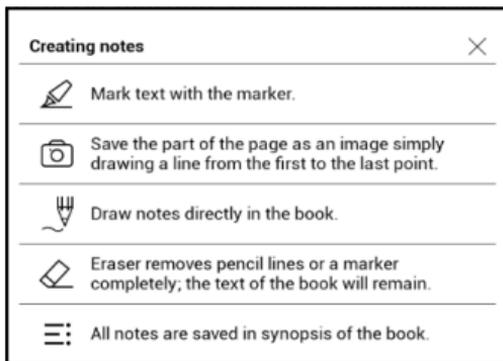 Creating notes
Mark text with the marker.
Save the part of the page as an image simply
drawing a line from the first to the last point.
Draw notes directly in the book.
Eraser removes pencil lines or a marker
completely; the text of the book will remain.
All notes are saved in synopsis of the book.